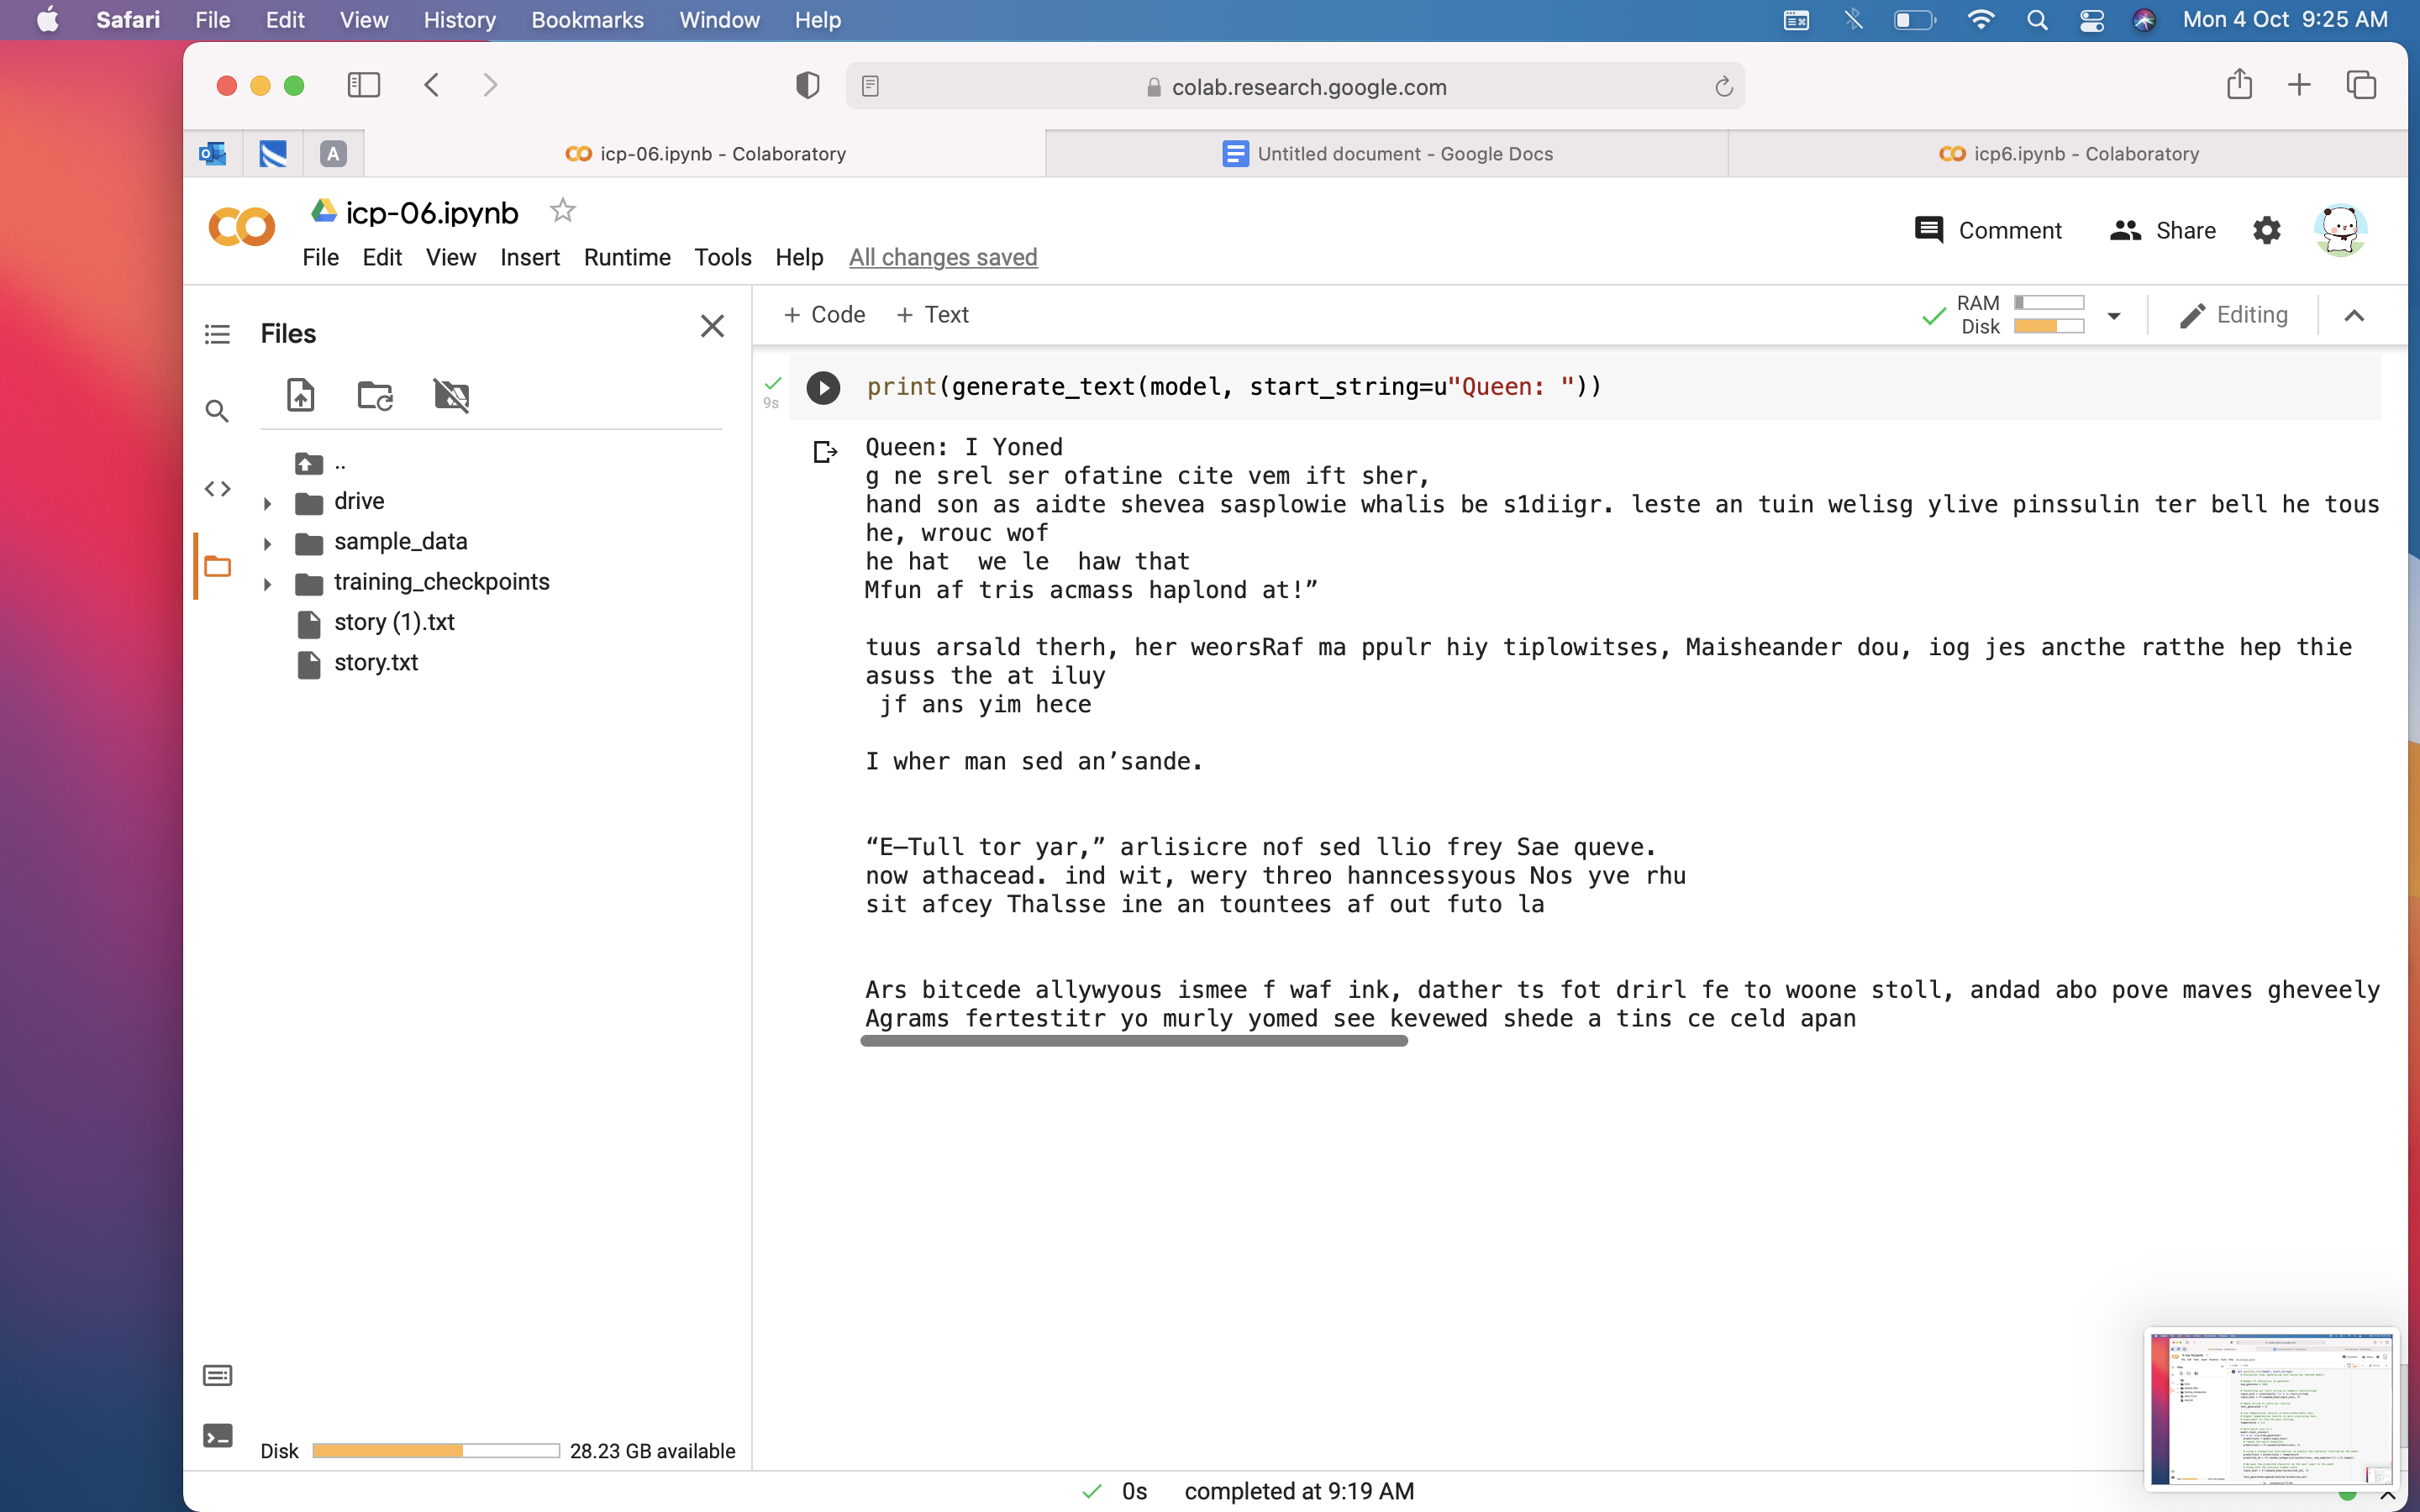 Safari File Edit View History Bookmarks Window Help Mon 4 Oct 9:25 AM
colab.research.google.com
A icp-06.ipynb - Colaboratory Untitled document - Google Docs icp6.ipynb - Colaboratory
icp-06.ipynb
File Edit View Insert Runtime Tools Help All changes saved
Comment Share
Files
+ Code + Text
RAM
Disk
Editing
..
drive
sample_data
training_checkpoints
story (1).txt
story.txt
Disk 28.23 GB available
9s
print(generate_text(model, start_string=u"Queen: "))
Queen: I Yoned
g ne srel ser ofatine cite vem ift sher,
hand son as aidte shevea sasplowie whalis be s1diigr. leste an tuin welisg ylive pinssulin ter bell he tous
he, wrouc wof
he hat  we le  haw that
Mfun af tris acmass haplond at!”
tuus arsald therh, her weorsRaf ma ppulr hiy tiplowitses, Maisheander dou, iog jes ancthe ratthe hep thie
asuss the at iluy
 jf ans yim hece
I wher man sed an’sande.
“E—Tull tor yar,” arlisicre nof sed llio frey Sae queve.
now athacead. ind wit, wery threo hanncessyous Nos yve rhu
sit afcey Thalsse ine an tountees af out futo la
Ars bitcede allywyous ismee f waf ink, dather ts fot drirl fe to woone stoll, andad abo pove maves gheveely
Agrams fertestitr yo murly yomed see kevewed shede a tins ce celd apan
0s completed at 9:19 AM